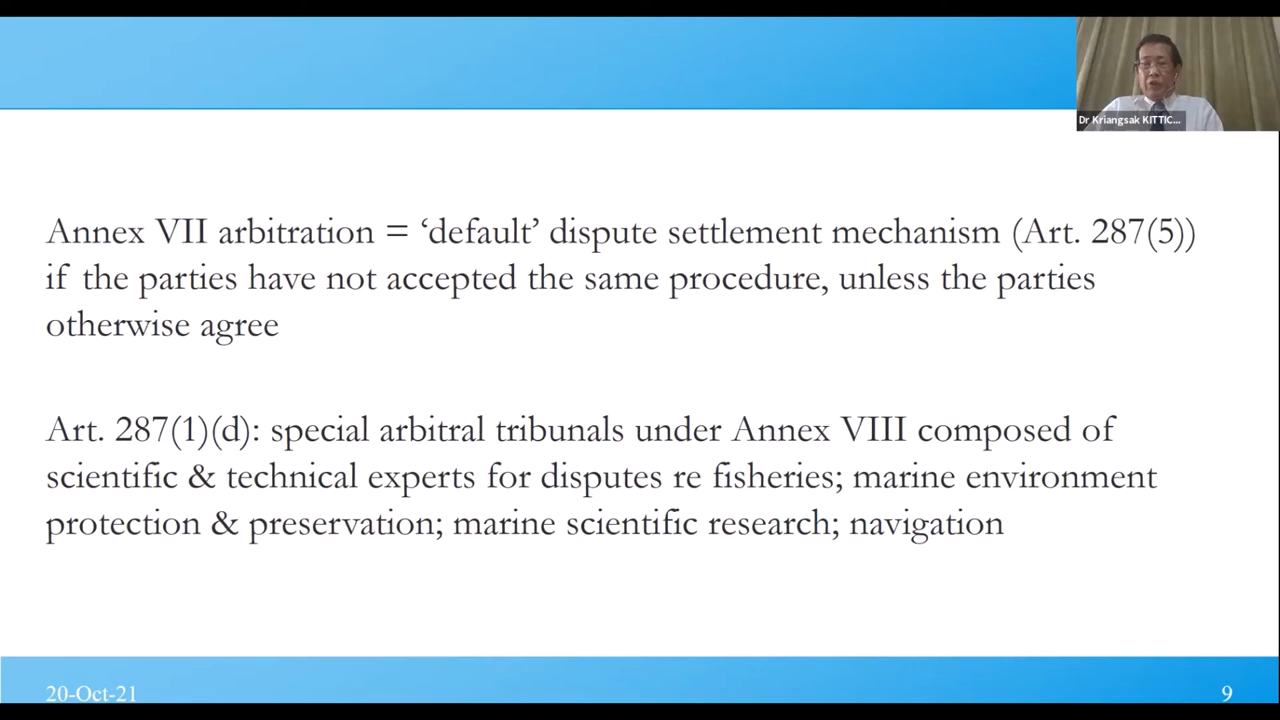 Dr Kriangsak KITTIC...
Annex VII arbitration = ‘default’ dispute settlement mechanism (Art. 287(5))
if the parties have not accepted the same procedure, unless the parties
otherwise agree
Art. 287(1)(d): special arbitral tribunals under Annex VIII composed of
scientific & technical experts for disputes re fisheries; marine environment
protection & preservation; marine scientific research; navigation
20-Oct-21
9